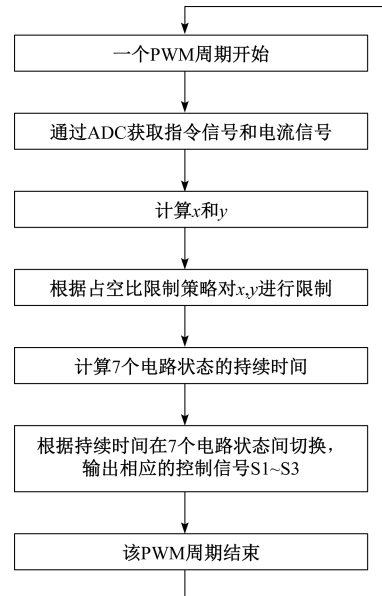 一个PWM周期开始
通过ADC获取指令信号和电流信号
计算x和y
根据占空比限制策略对x,y进行限制
计算7个电路状态的持续时间
根据持续时间在7个电路状态间切换，
输出相应的控制信号S1~S3
该PWM周期结束